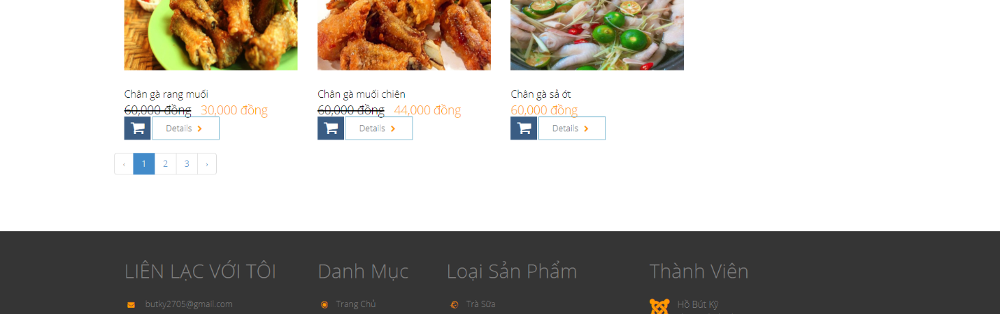 Chân gà rang muối
60,000 đồng 30,000 đồng
Details
Chân gà muối chiên
60,000 đồng 44,000 đồng
Details
Chân gà sả ớt
60,000 đồng
Details
‹ 1 2 3 ›
LIÊN LẠC VỚI TÔI
butky2705@gmail.com
Danh Mục
Trang Chủ
Loại Sản Phẩm
Trà Sữa
Thành Viên
Hồ Bút Kỹ